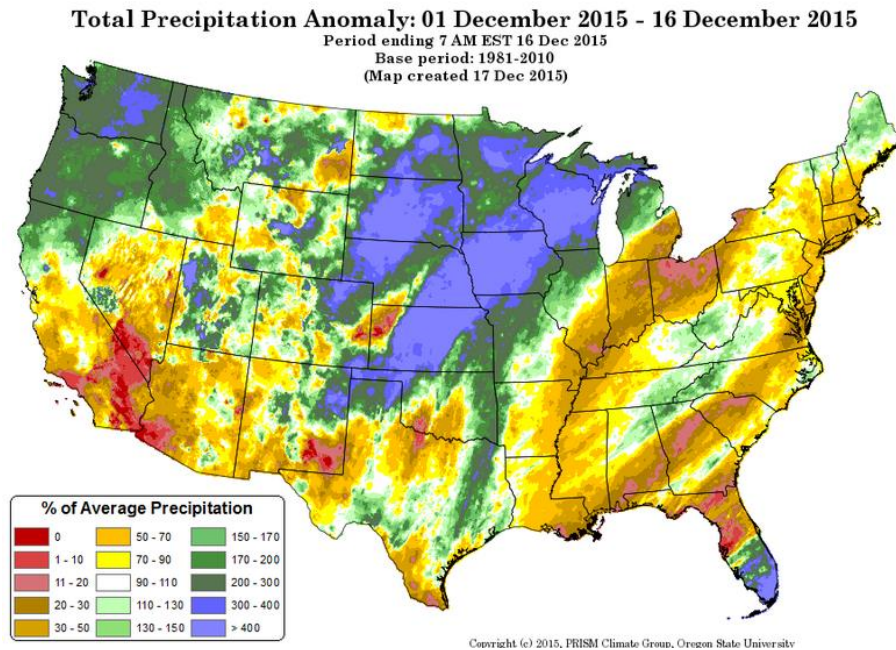 Total Precipitation Anomaly: 01 December 2015 - 16 December 2015
Period ending 7 AM EST 16 Dec 2015
Base period: 1981-2010
(Map created 17 Dec 2015)
% of Average Precipitation
0 50 - 70 150 - 170
1 - 10 70 - 90 170 - 200
11 - 20 90 - 110 200 - 300
20 - 30 110 - 130 300 - 400
30 - 50 130 - 150 > 400
Copyright (c) 2015, PRISM Climate Group, Oregon State University